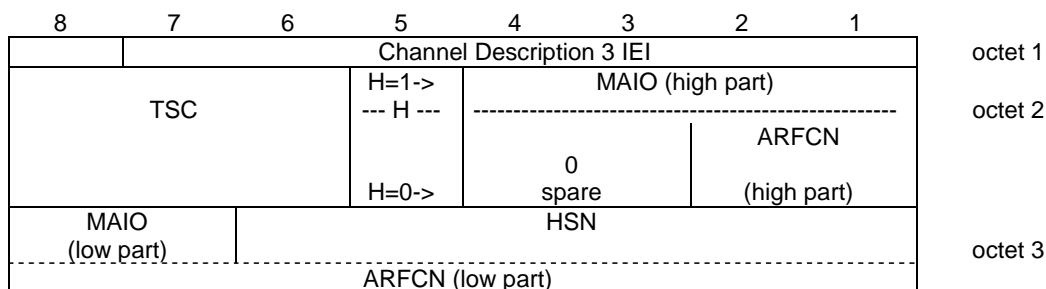 8 7 6 5 4 3 2 1
Channel Description 3 IEI octet 1
H=1-> MAIO (high part)
TSC --- H --- ----------------------------------------------------- octet 2
ARFCN
0
H=0-> spare (high part)
MAIO HSN
(low part) octet 3
ARFCN (low part)